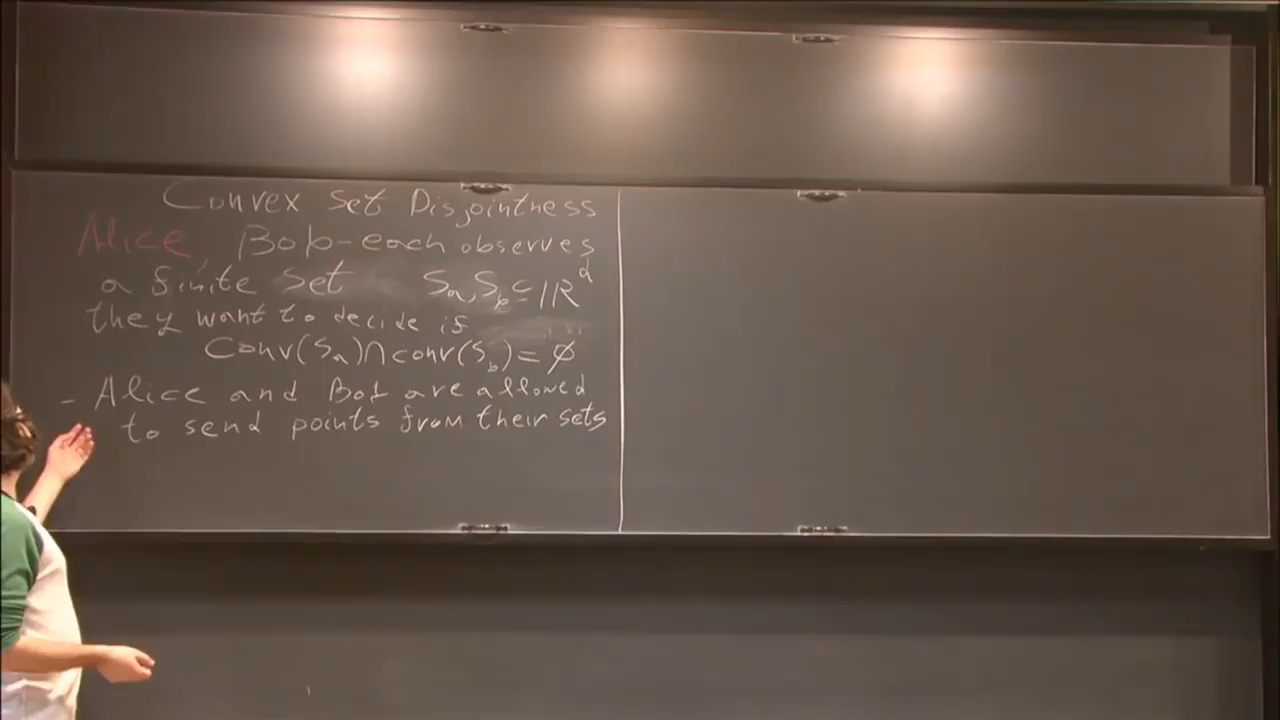 Convex Set Disjointness
Alice, Bob - each observes
a finite set Sa, Sb ⊆ ℝ^d
they want to decide if
Conv(Sa) ∩ conv(Sb) = ∅
- Alice and Bob are allowed
to send points from their sets